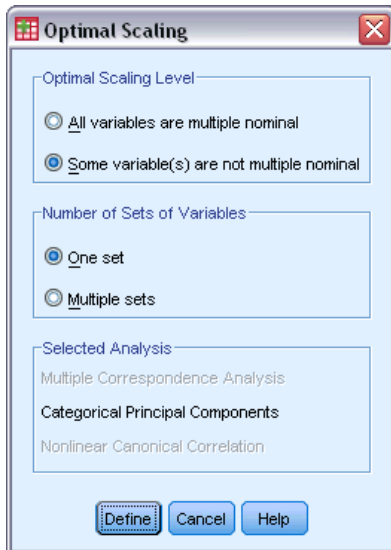 Optimal Scaling
Optimal Scaling Level
All variables are multiple nominal
Some variable(s) are not multiple nominal
Number of Sets of Variables
One set
Multiple sets
Selected Analysis
Multiple Correspondence Analysis
Categorical Principal Components
Nonlinear Canonical Correlation
Define Cancel Help